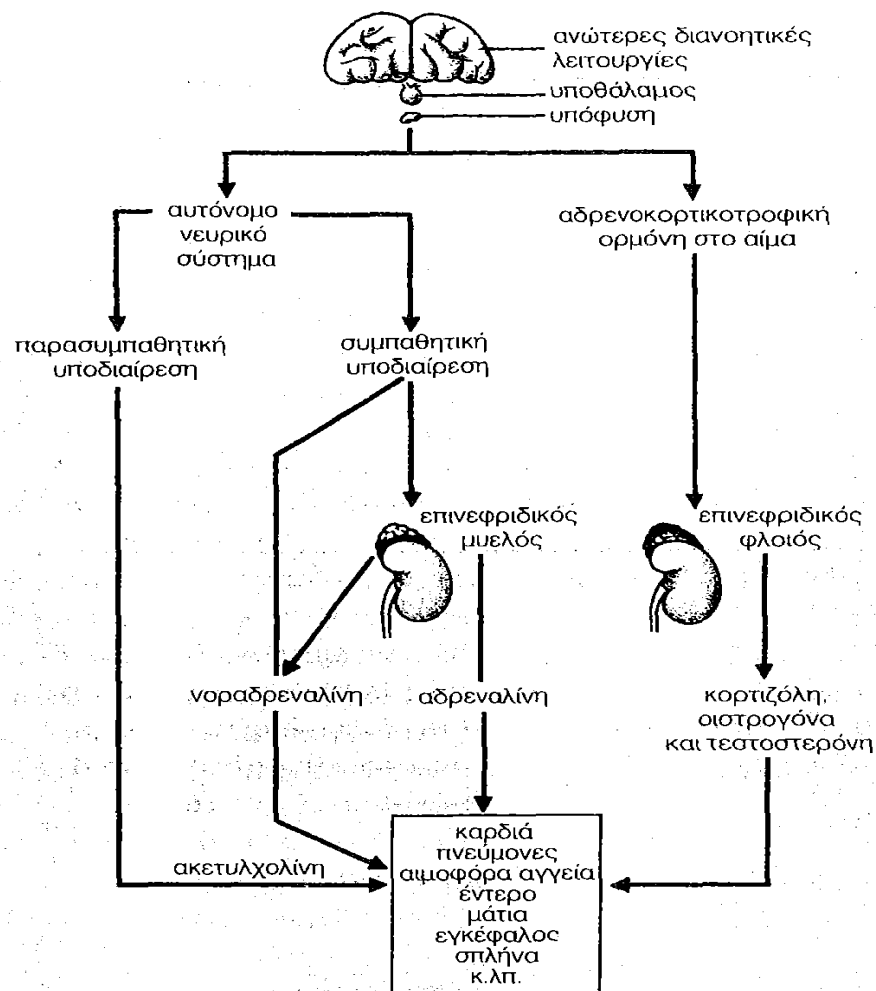 ανώτερες διανοητικές
λειτουργίες
υποθάλαμος
υπόφυση
αυτόνομο
νευρικό
σύστημα
αδρενοκορτικοτροφική
ορμόνη στο αίμα
παρασυμπαθητική
υποδιαίρεση
συμπαθητική
υποδιαίρεση
επινεφριδικός
μυελός
επινεφριδικός
φλοιός
νοραδρεναλίνη
αδρεναλίνη
κορτιζόλη,
οιστρογόνα
και τεστοστερόνη
ακετυλχολίνη
καρδιά
πνεύμονες
αιμοφόρα αγγεία
έντερο
μάτια
εγκέφαλος
σπλήνα
κ.λπ.